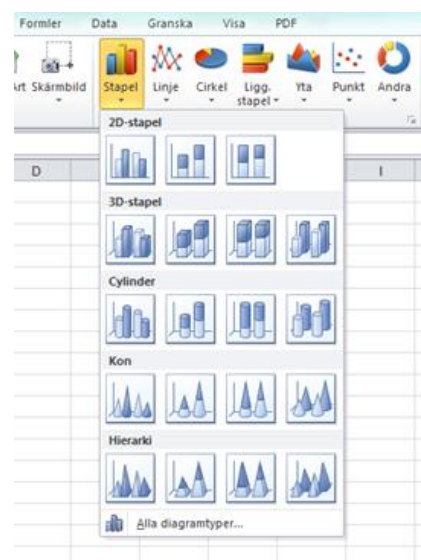 Formler Data Granska Visa PDF
Art Skärmbild Stapel Linje Cirkel Ligg. stapel Yta Punkt Andra
2D-stapel
D I
3D-stapel
Cylinder
Kon
Hierarki
Alla diagramtyper...